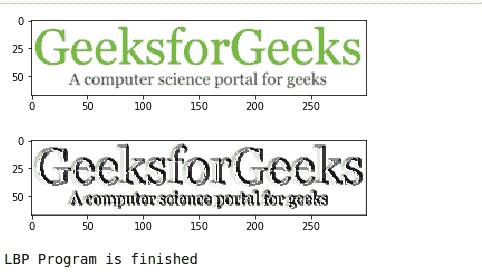 0
25
50
GeeksforGeeks
A computer science portal for geeks
0 50 100 150 200 250
0
25
50
GeeksforGeeks
A computer science portal for geeks
0 50 100 150 200 250
LBP Program is finished